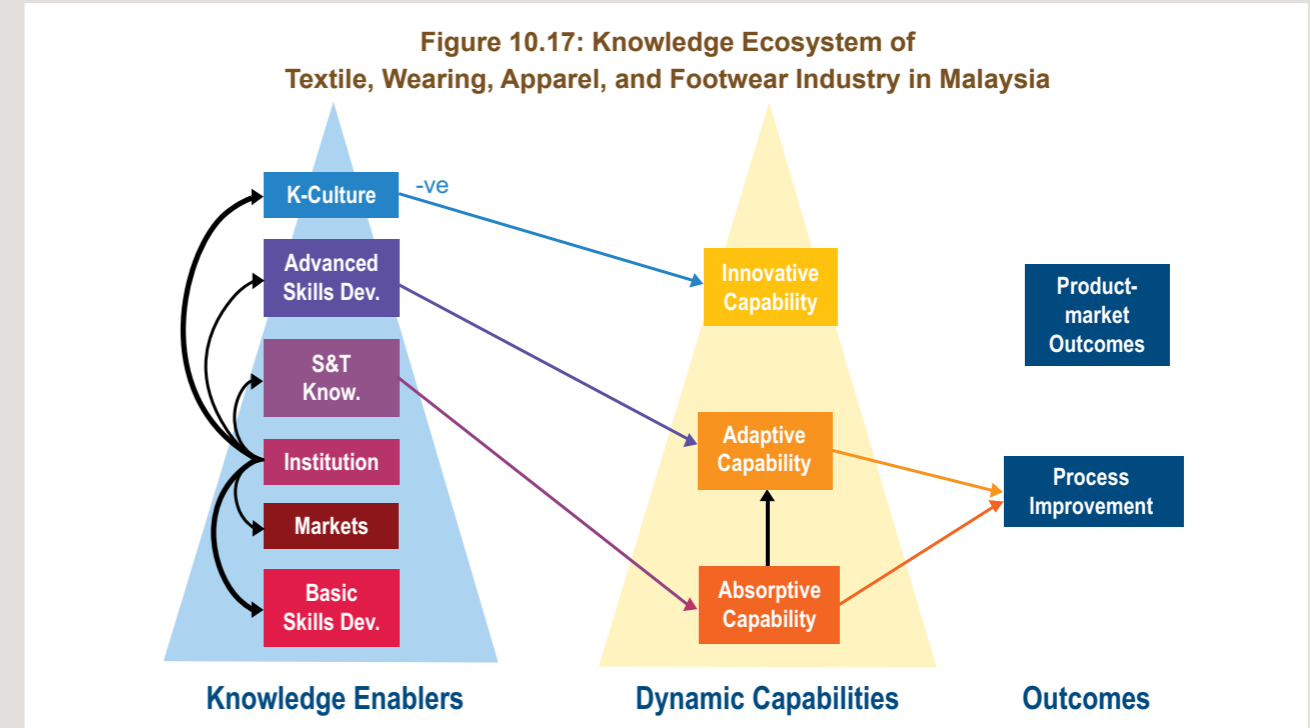 Figure 10.17: Knowledge Ecosystem of
Textile, Wearing, Apparel, and Footwear Industry in Malaysia
K-Culture
-ve
Advanced
Skills Dev.
S&T
Know.
Institution
Markets
Basic
Skills Dev.
Innovative
Capability
Adaptive
Capability
Absorptive
Capability
Product-
market
Outcomes
Process
Improvement
Knowledge Enablers
Dynamic Capabilities
Outcomes